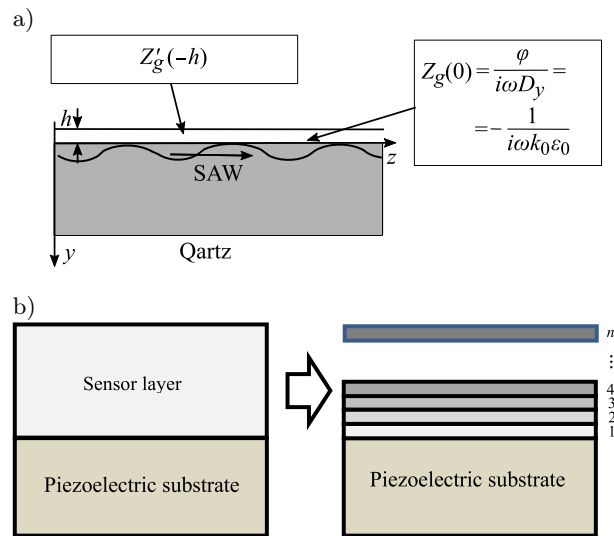 a)
Z'g(-h)
Zg(0) = φ / iωDy =
= - 1 / iωk0ε0
h
z
SAW
y
Qartz
b)
Sensor layer
Piezoelectric substrate
n
⋮
4
3
2
1
Piezoelectric substrate